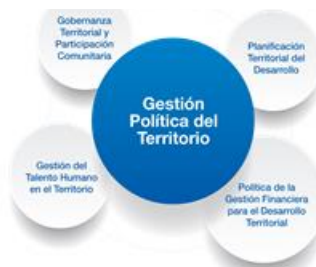 Gobernanza
Territorial y
Participación
Comunitaria
Planificación
Territorial del
Desarrollo
Gestión
Política del
Territorio
Gestión del
Talento Humano
en el Territorio
Política de la
Gestión Financiera
para el Desarrollo
Territorial